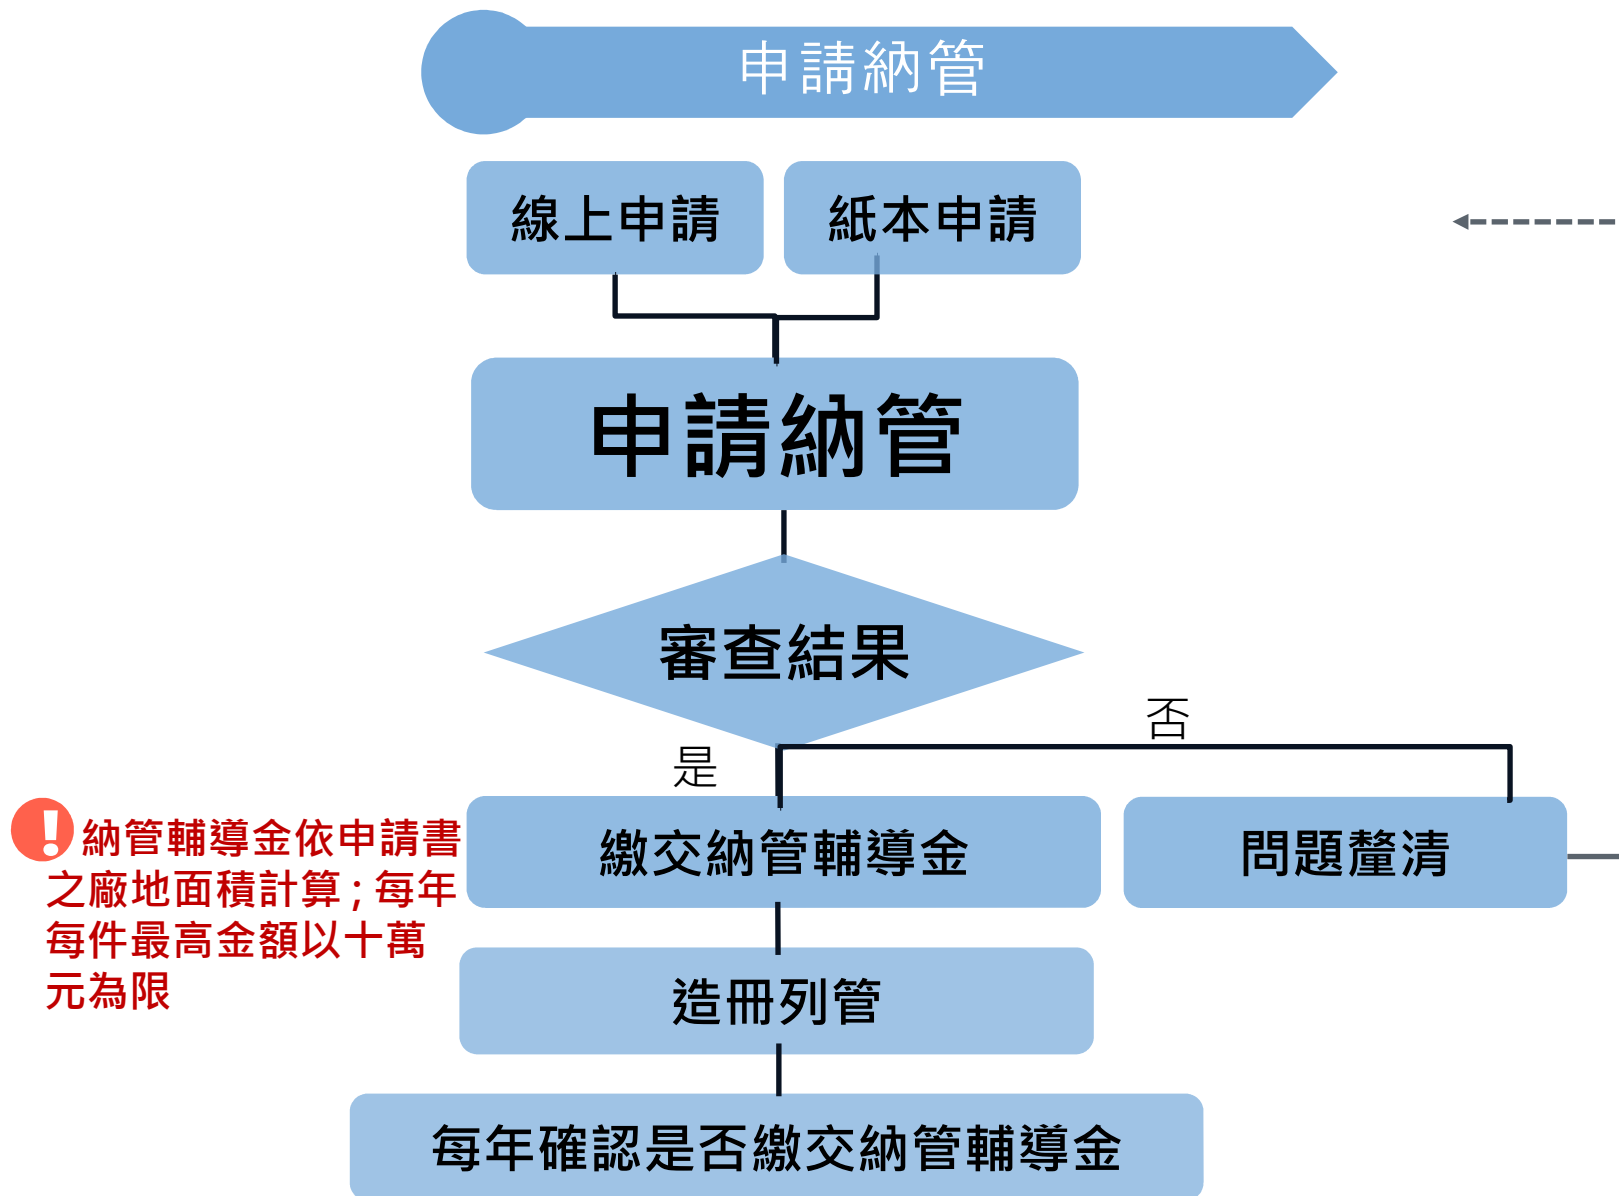 申請納管
線上申請
紙本申請
申請納管
審查結果
否
是
繳交納管輔導金
問題釐清
! 納管輔導金依申請書
之廠地面積計算;每年
每件最高金額以十萬
元為限
造冊列管
每年確認是否繳交納管輔導金